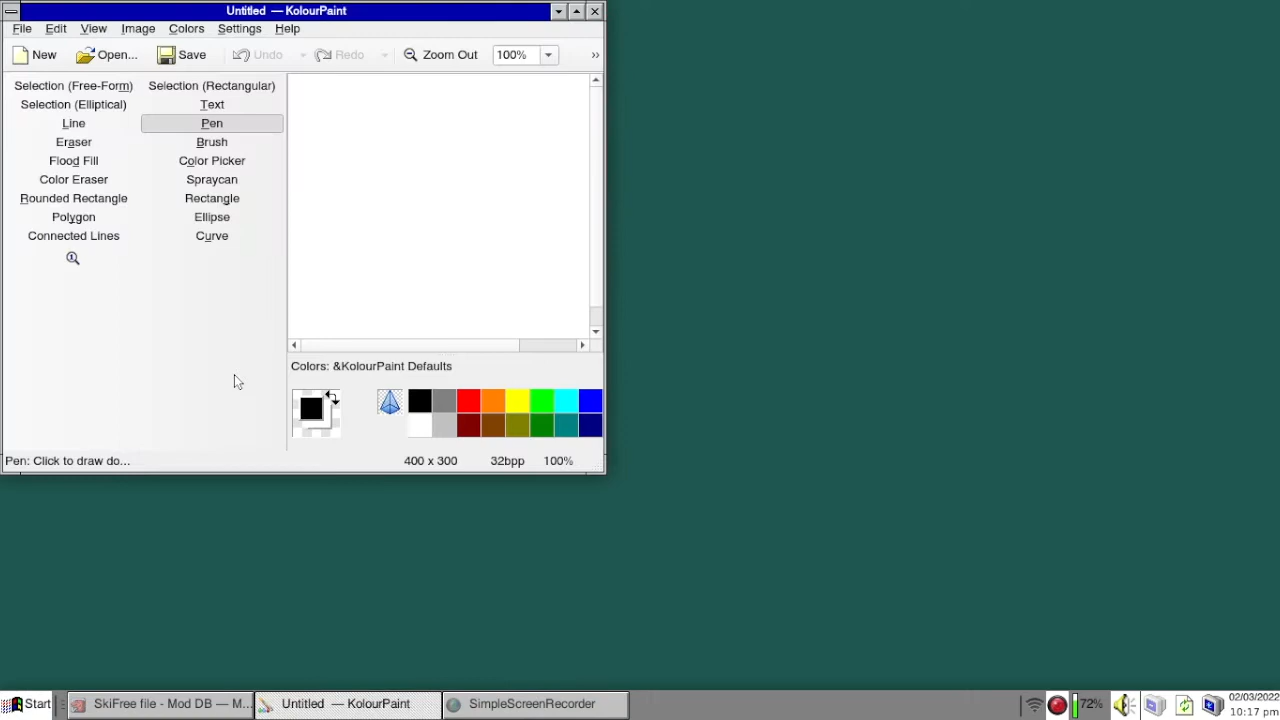 Untitled — KolourPaint
File Edit View Image Colors Settings Help
New Open... Save Undo Redo Zoom Out 100% »
Selection (Free-Form) Selection (Rectangular)
Selection (Elliptical) Text
Line Pen
Eraser Brush
Flood Fill Color Picker
Color Eraser Spraycan
Rounded Rectangle Rectangle
Polygon Ellipse
Connected Lines Curve
Colors: &KolourPaint Defaults
Pen: Click to draw do... 400 x 300 32bpp 100%
Start SkiFree file - Mod DB — M... Untitled — KolourPaint SimpleScreenRecorder 72% 02/03/2022
10:17 pm